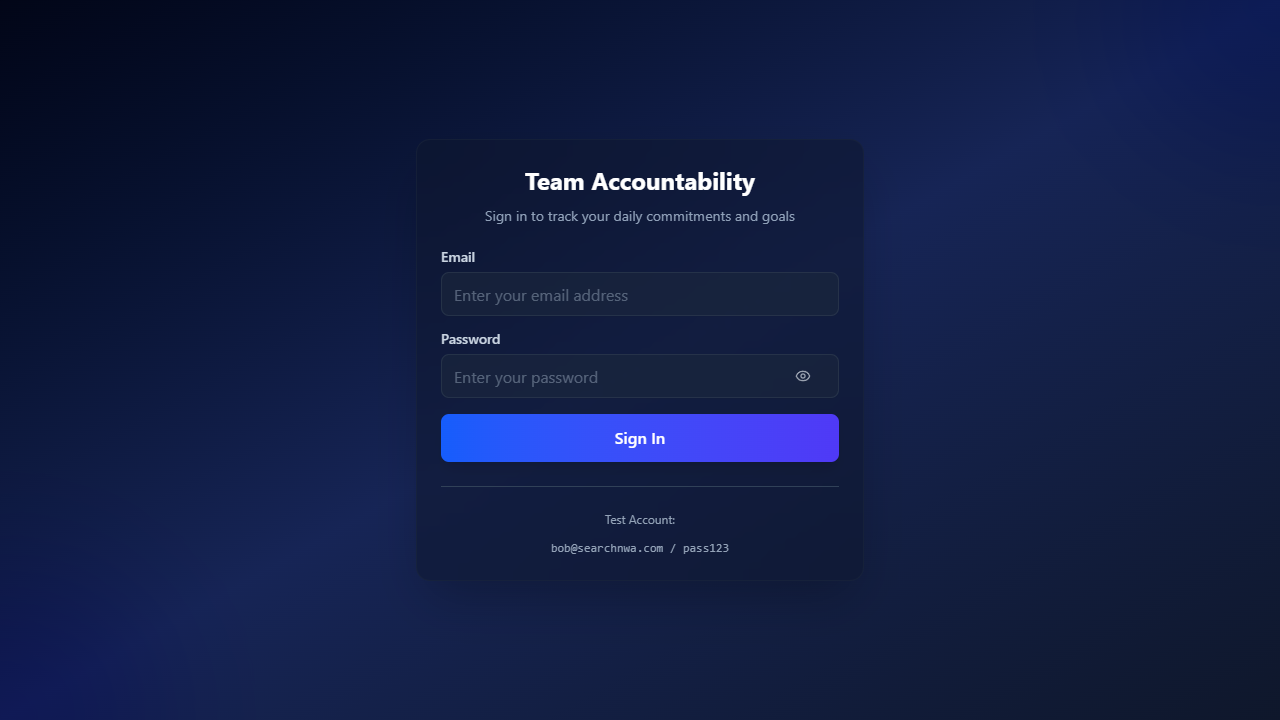 Team Accountability
Sign in to track your daily commitments and goals
Email
Enter your email address
Password
Enter your password
Sign In
Test Account:
bob@searchnwa.com / pass123